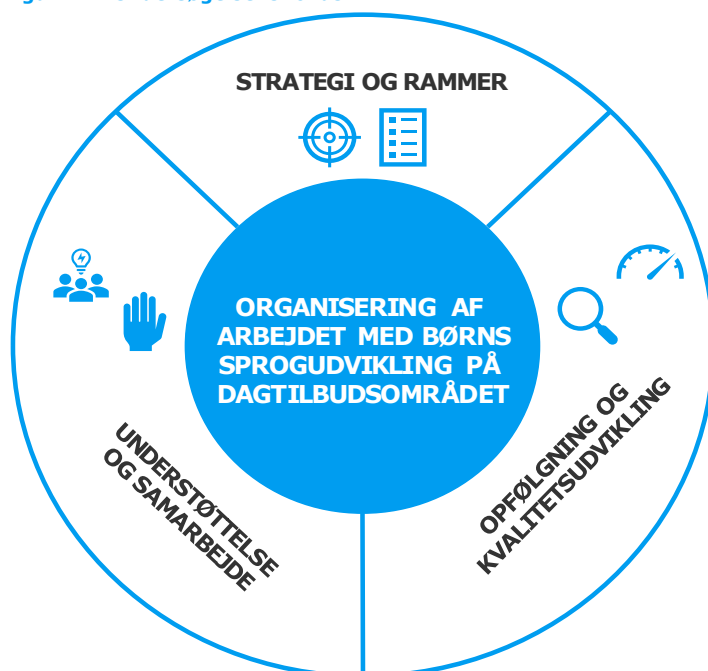 STRATEGI OG RAMMER
ORGANISERING AF
ARBEJDET MED BØRNS
SPROGUDVIKLING PÅ
DAGTILBUDSOMRÅDET
UNDERSTØTTELSE
OG SAMARBEJDE
OPFØLGNING OG
KVALITETSUDVIKLING